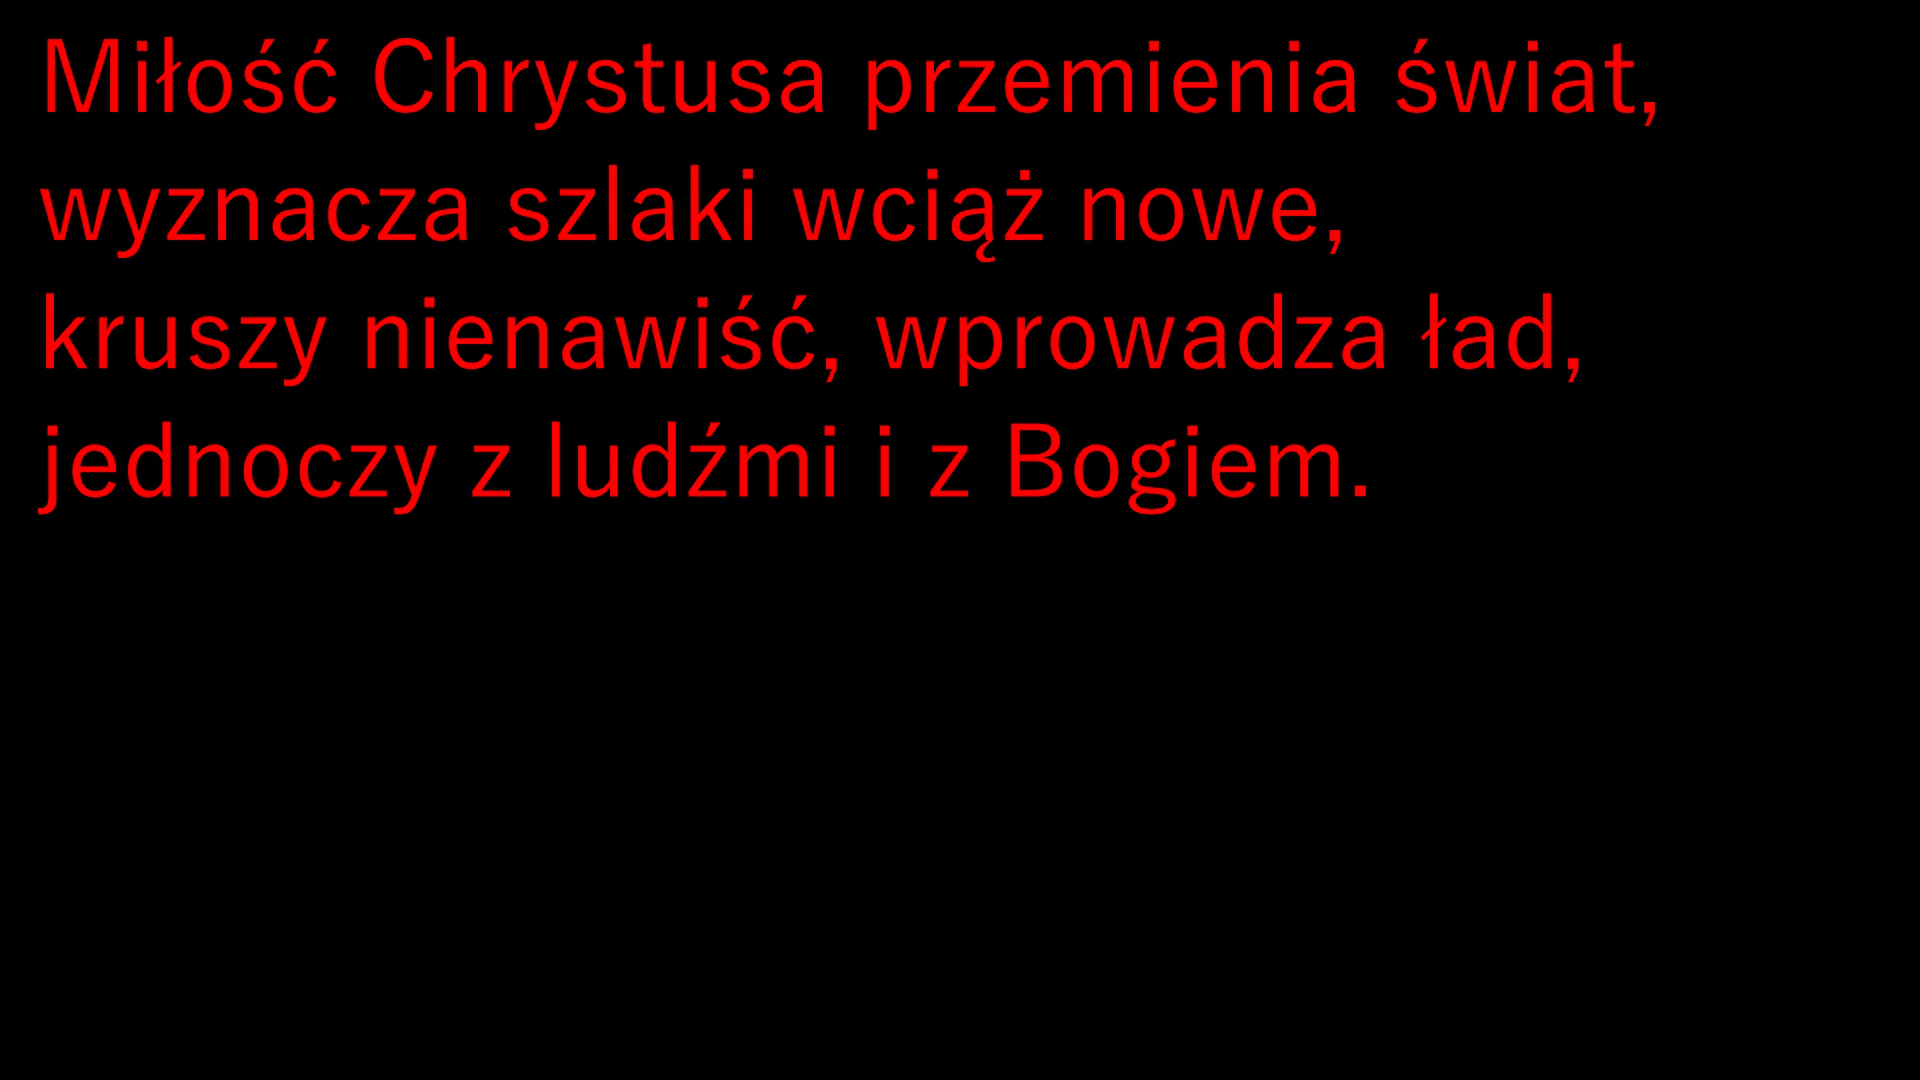 Miłość Chrystusa przemienia świat,
wyznacza szlaki wciąż nowe,
kruszy nienawiść, wprowadza ład,
jednoczy z ludźmi i z Bogiem.